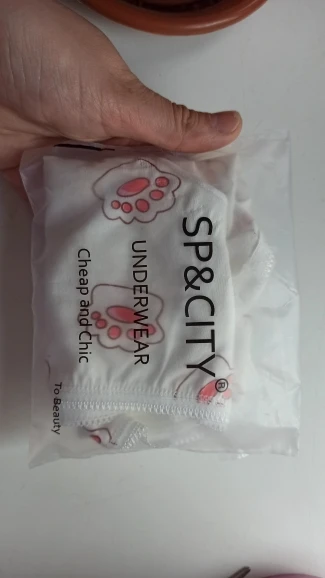 SP&CITY®
UNDERWEAR
Cheap and Chic
To Beauty